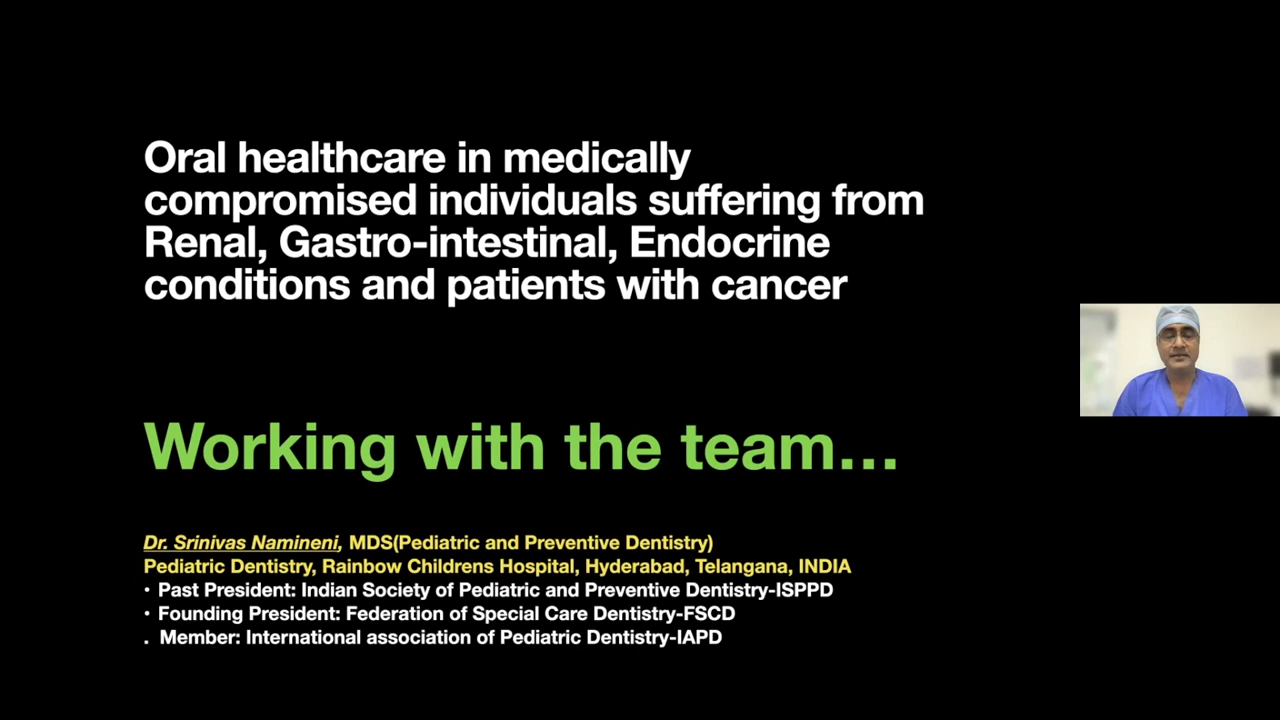 Oral healthcare in medically
compromised individuals suffering from
Renal, Gastro-intestinal, Endocrine
conditions and patients with cancer
Working with the team...
Dr. Srinivas Namineni, MDS(Pediatric and Preventive Dentistry)
Pediatric Dentistry, Rainbow Childrens Hospital, Hyderabad, Telangana, INDIA
• Past President: Indian Society of Pediatric and Preventive Dentistry-ISPPD
• Founding President: Federation of Special Care Dentistry-FSCD
. Member: International association of Pediatric Dentistry-IAPD